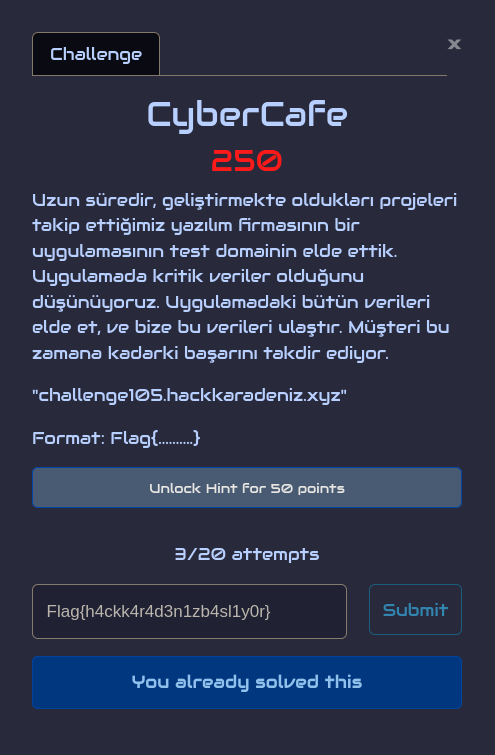 Challenge
x
CyberCafe
250
Uzun süredir, geliştirmekte oldukları projeleri
takip ettiğimiz yazılım firmasının bir
uygulamasının test domainin elde ettik.
Uygulamada kritik veriler olduğunu
düşünüyoruz. Uygulamadaki bütün verileri
elde et, ve bize bu verileri ulaştır. Müşteri bu
zamana kadarki başarını takdir ediyor.
"challenge105.hackkaradeniz.xyz"
Format: Flag{..........}
Unlock Hint for 50 points
3/20 attempts
Flag{h4ckk4r4d3n1zb4sl1y0r}
Submit
You already solved this